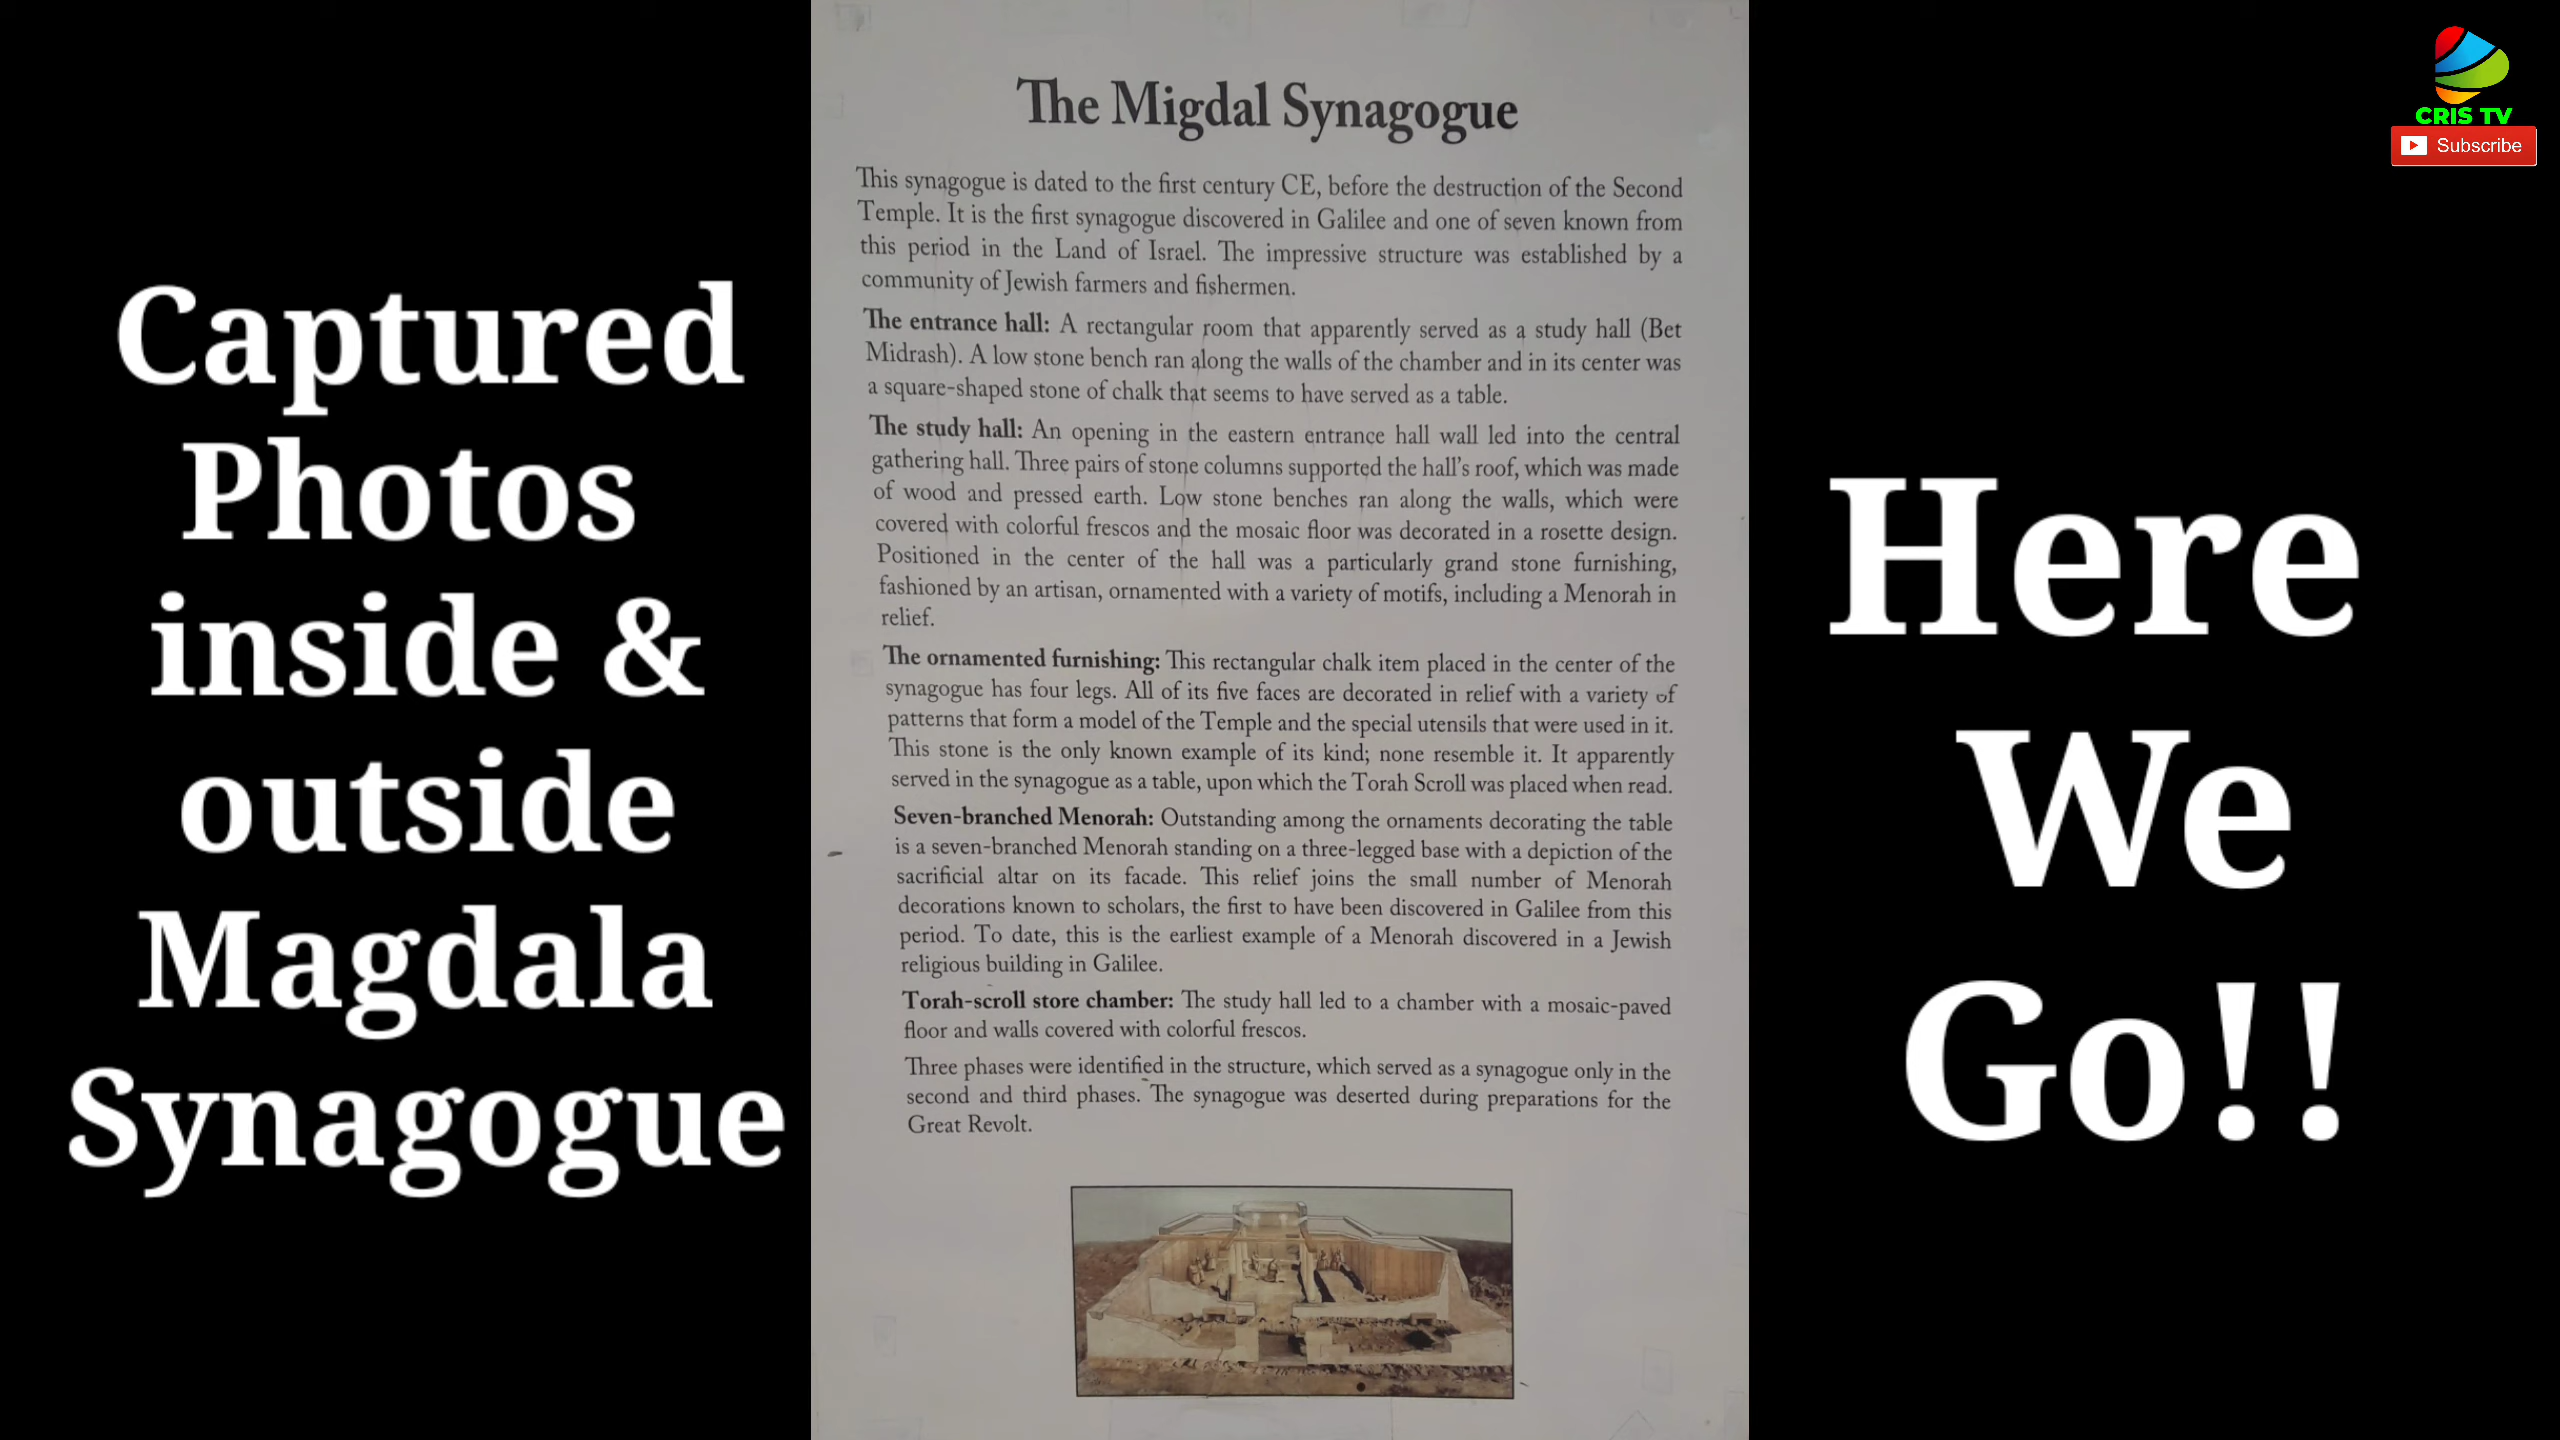 Captured
Photos
inside &
outside
Magdala
Synagogue
The Migdal Synagogue
This synagogue is dated to the first century CE, before the destruction of the Second
Temple. It is the first synagogue discovered in Galilee and one of seven known from
this period in the Land of Israel. The impressive structure was established by a
community of Jewish farmers and fishermen.
The entrance hall: A rectangular room that apparently served as a study hall (Bet
Midrash). A low stone bench ran along the walls of the chamber and in its center was
a square-shaped stone of chalk that seems to have served as a table.
The study hall: An opening in the eastern entrance hall wall led into the central
gathering hall. Three pairs of stone columns supported the hall's roof, which was made
of wood and pressed earth. Low stone benches ran along the walls, which were
covered with colorful frescos and the mosaic floor was decorated in a rosette design.
Positioned in the center of the hall was a particularly grand stone furnishing,
fashioned by an artisan, ornamented with a variety of motifs, including a Menorah in
relief.
The ornamented furnishing: This rectangular chalk item placed in the center of the
synagogue has four legs. All of its five faces are decorated in relief with a variety of
patterns that form a model of the Temple and the special utensils that were used in it.
This stone is the only known example of its kind; none resemble it. It apparently
served in the synagogue as a table, upon which the Torah Scroll was placed when read.
Seven-branched Menorah: Outstanding among the ornaments decorating the table
is a seven-branched Menorah standing on a three-legged base with a depiction of the
sacrificial altar on its facade. This relief joins the small number of Menorah
decorations known to scholars, the first to have been discovered in Galilee from this
period. To date, this is the earliest example of a Menorah discovered in a Jewish
religious building in Galilee.
Torah-scroll store chamber: The study hall led to a chamber with a mosaic-paved
floor and walls covered with colorful frescos.
Three phases were identified in the structure, which served as a synagogue only in the
second and third phases. The synagogue was deserted during preparations for the
Great Revolt.
Here
We
Go!!
CRIS TV
Subscribe